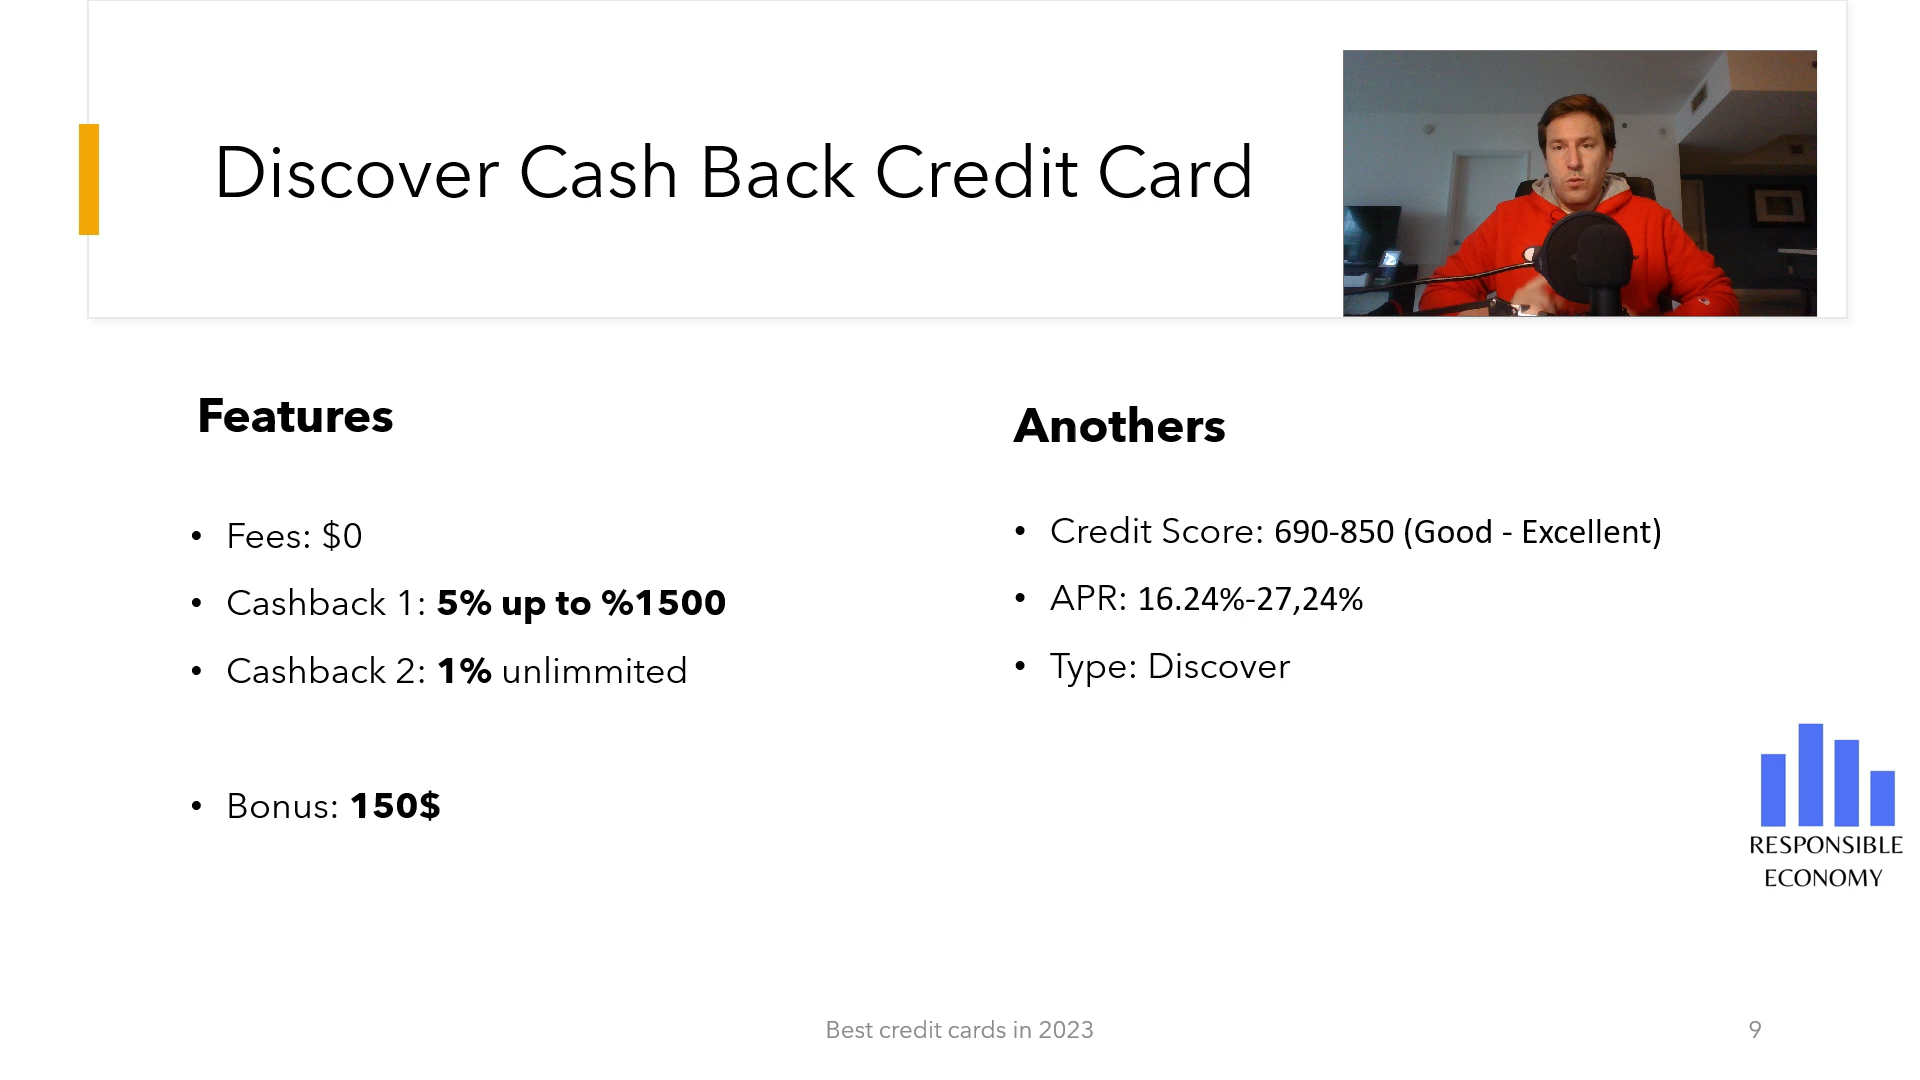 Discover Cash Back Credit Card
Features
• Fees: $0
• Cashback 1: 5% up to %1500
• Cashback 2: 1% unlimmited
• Bonus: 150$
Anothers
• Credit Score: 690-850 (Good - Excellent)
• APR: 16.24%-27,24%
• Type: Discover
RESPONSIBLE
ECONOMY
Best credit cards in 2023
9